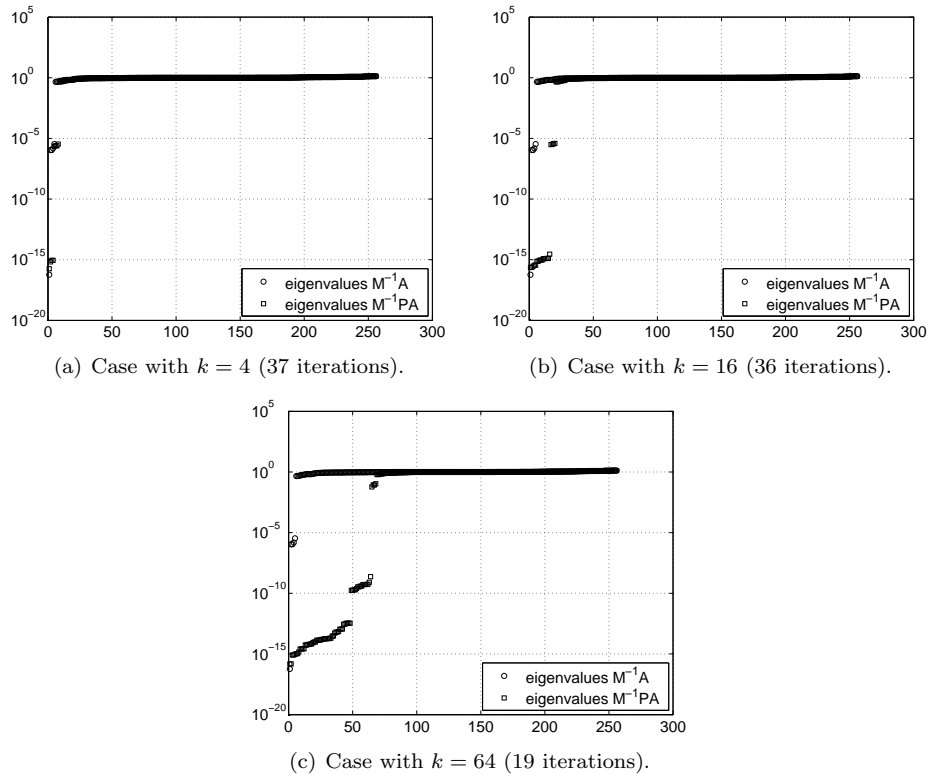 10^5
10^0
10^-5
10^-10
10^-15
10^-20
0 50 100 150 200 250 300
eigenvalues M^-1A
eigenvalues M^-1PA
(a) Case with k = 4 (37 iterations).
10^5
10^0
10^-5
10^-10
10^-15
10^-20
0 50 100 150 200 250 300
eigenvalues M^-1A
eigenvalues M^-1PA
(b) Case with k = 16 (36 iterations).
10^5
10^0
10^-5
10^-10
10^-15
10^-20
0 50 100 150 200 250 300
eigenvalues M^-1A
eigenvalues M^-1PA
(c) Case with k = 64 (19 iterations).